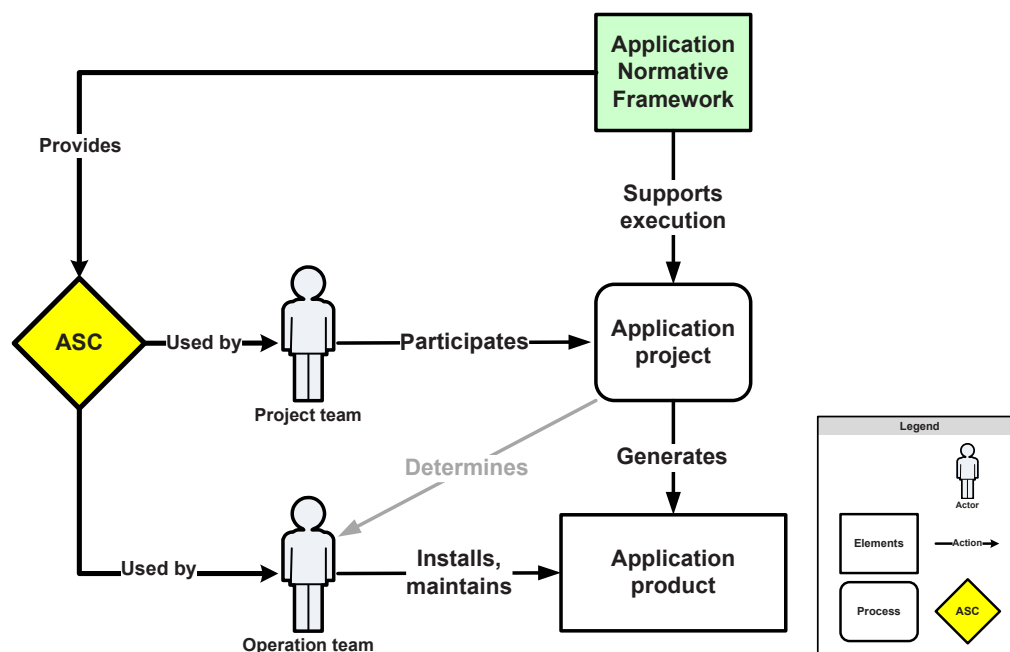 Application
Normative
Framework
Provides
Supports
execution
ASC
Used by
Participates
Application
project
Project team
Determines
Generates
Used by
Installs,
maintains
Application
product
Operation team
Legend
Actor
Elements
Action
Process
ASC